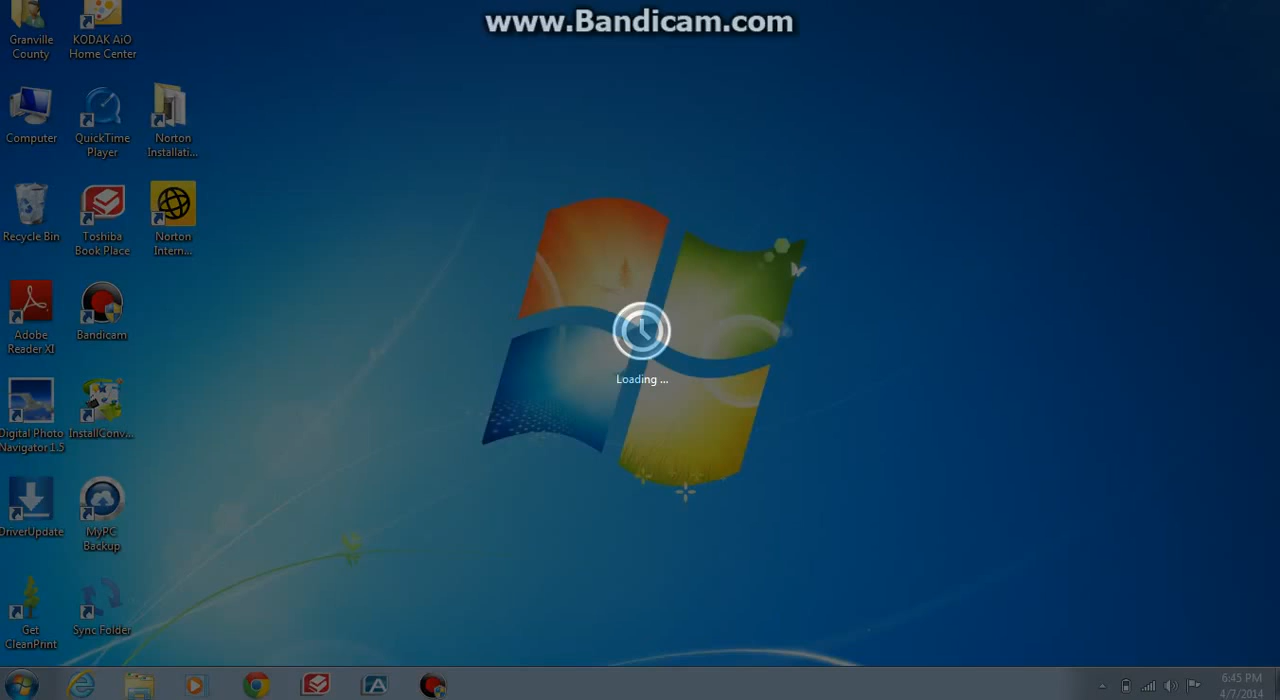 www.Bandicam.com
Granville
County
KODAK AiO
Home Center
Computer
QuickTime
Player
Norton
Installati...
Recycle Bin
Toshiba
Book Place
Norton
Intern...
Adobe
Reader XI
Bandicam
Digital Photo
Navigator 1.5
InstallConv...
DriverUpdate
MyPC
Backup
Get
CleanPrint
Sync Folder
Loading ...
6:45 PM
4/7/2014